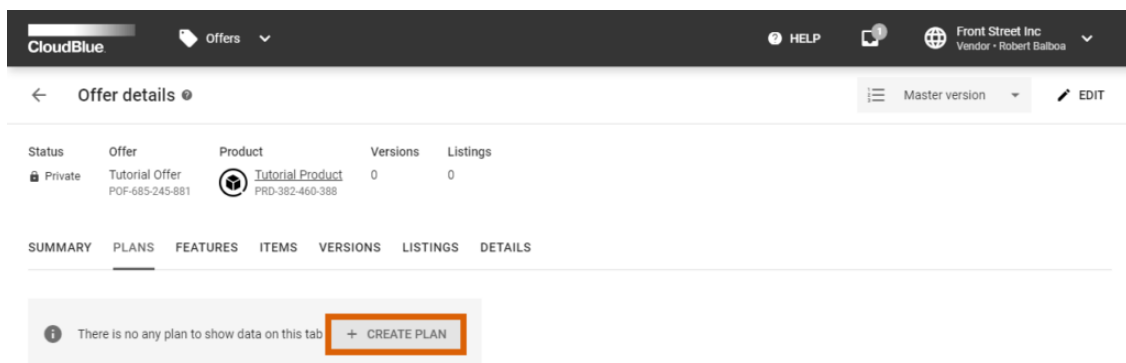 CloudBlue.
Offers
HELP
1
Front Street Inc
Vendor • Robert Balboa
Offer details
Master version
EDIT
Status
Offer
Product
Versions
Listings
Private
Tutorial Offer
POF-685-245-881
Tutorial Product
PRD-382-460-388
0
0
SUMMARY PLANS FEATURES ITEMS VERSIONS LISTINGS DETAILS
There is no any plan to show data on this tab
+ CREATE PLAN